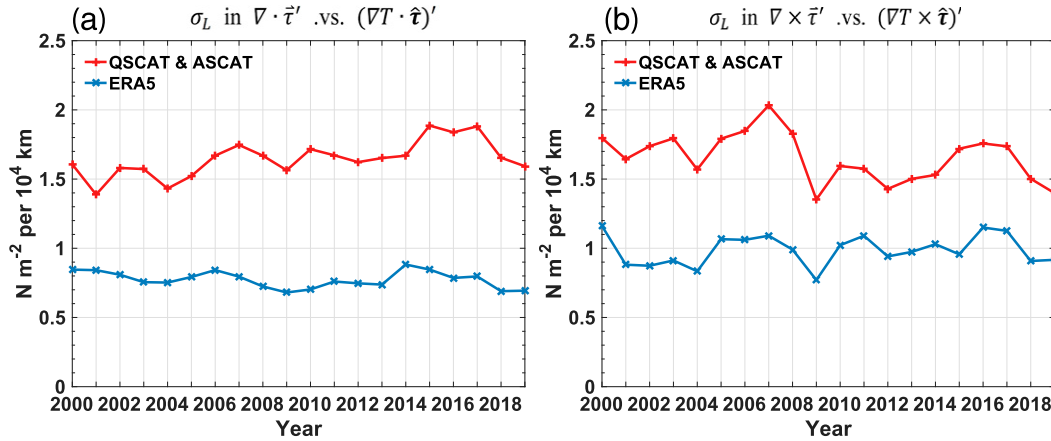 (a) σ_L in ∇ · τ⃗′ .vs. (∇T · τ̂)′
2.5
2
1.5
1
0.5
0
N m⁻² per 10⁴ km
QSCAT & ASCAT
ERA5
2000 2002 2004 2006 2008 2010 2012 2014 2016 2018
Year
(b) σ_L in ∇ × τ⃗′ .vs. (∇T × τ̂)′
2.5
2
1.5
1
0.5
0
N m⁻² per 10⁴ km
QSCAT & ASCAT
ERA5
2000 2002 2004 2006 2008 2010 2012 2014 2016 2018
Year